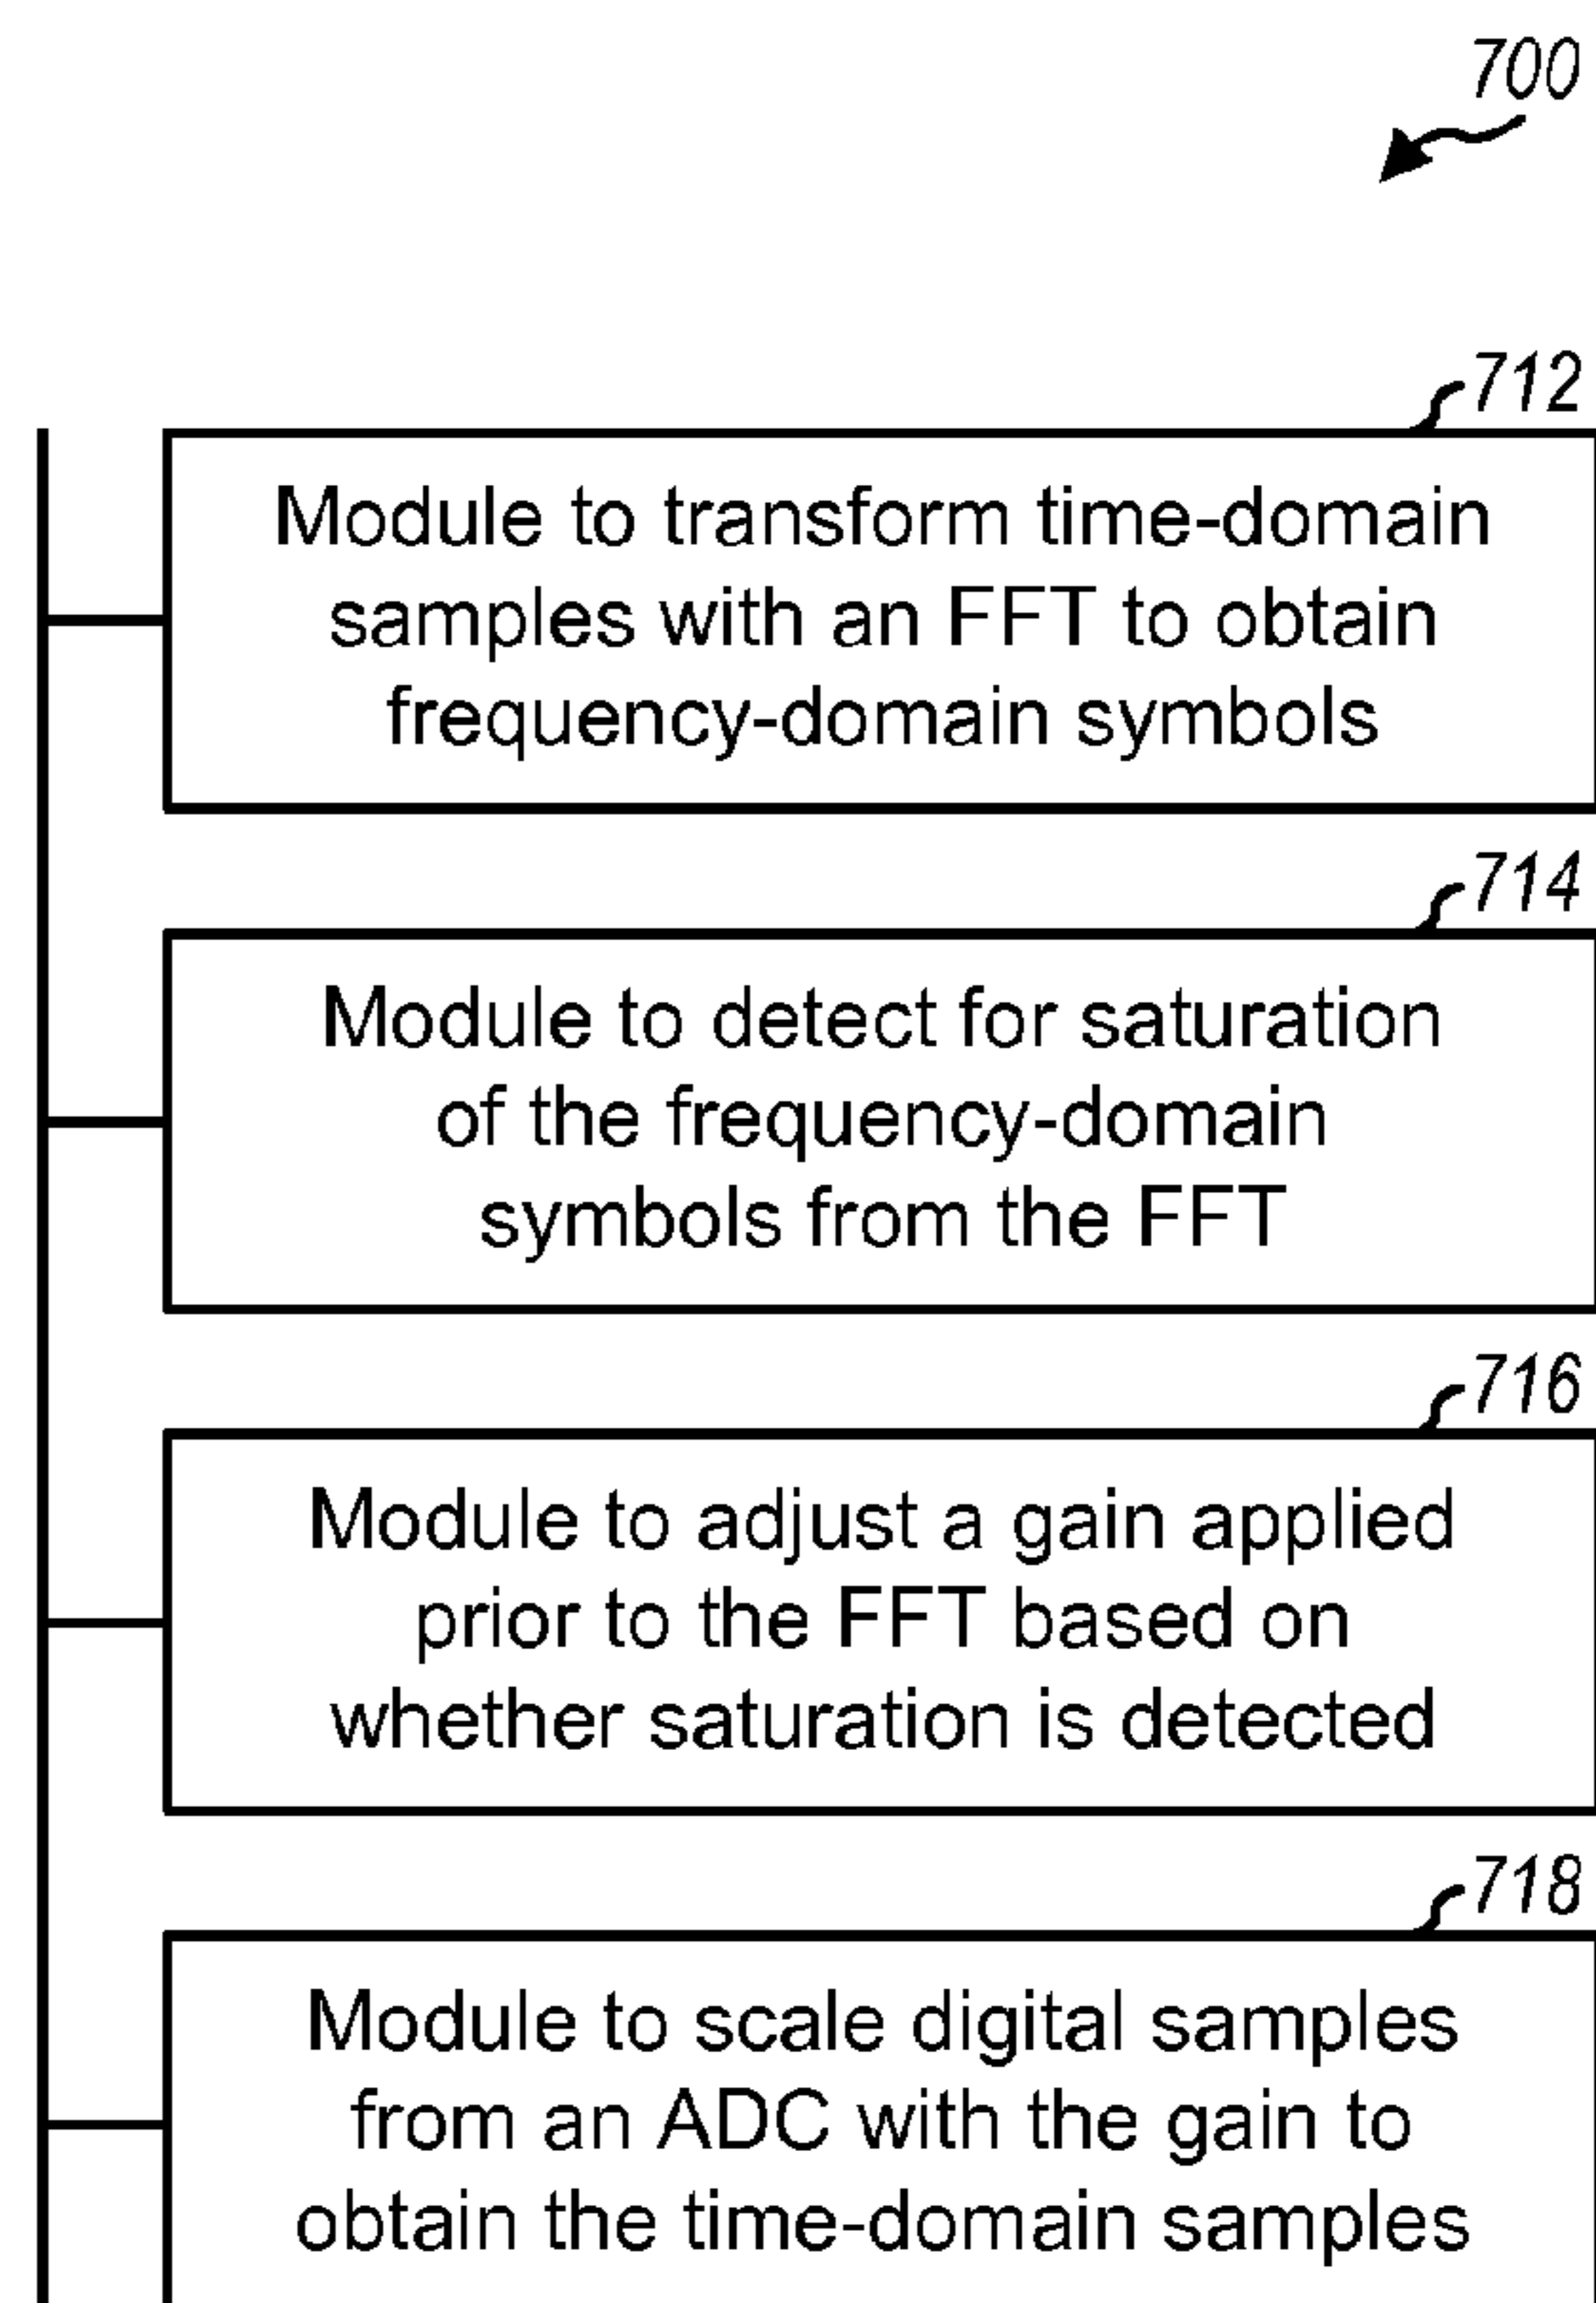 700
712
Module to transform time-domain
samples with an FFT to obtain
frequency-domain symbols
714
Module to detect for saturation
of the frequency-domain
symbols from the FFT
716
Module to adjust a gain applied
prior to the FFT based on
whether saturation is detected
718
Module to scale digital samples
from an ADC with the gain to
obtain the time-domain samples